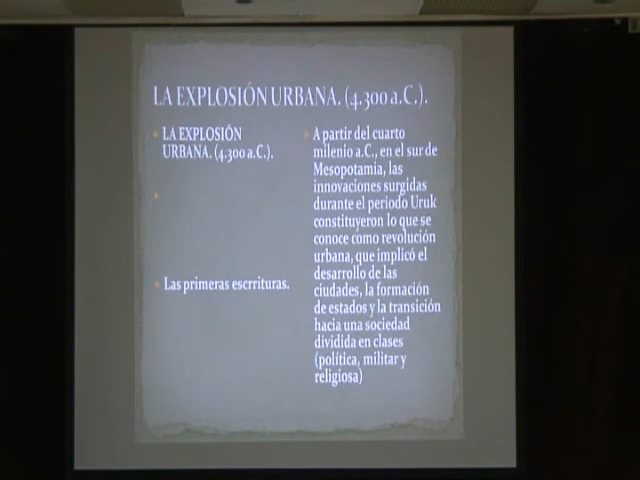 LA EXPLOSIÓN URBANA. (4.300 a.C.).
LA EXPLOSIÓN
URBANA. (4.300 a.C.).
Las primeras escrrituras.
A partir del cuarto
milenio a.C., en el sur de
Mesopotamia, las
innovaciones surgidas
durante el periodo Uruk
constituyeron lo que se
conoce como revolución
urbana, que implicó el
desarrollo de las
ciudades, la formación
de estados y la transición
hacia una sociedad
dividida en clases
(política, militar y
religiosa)